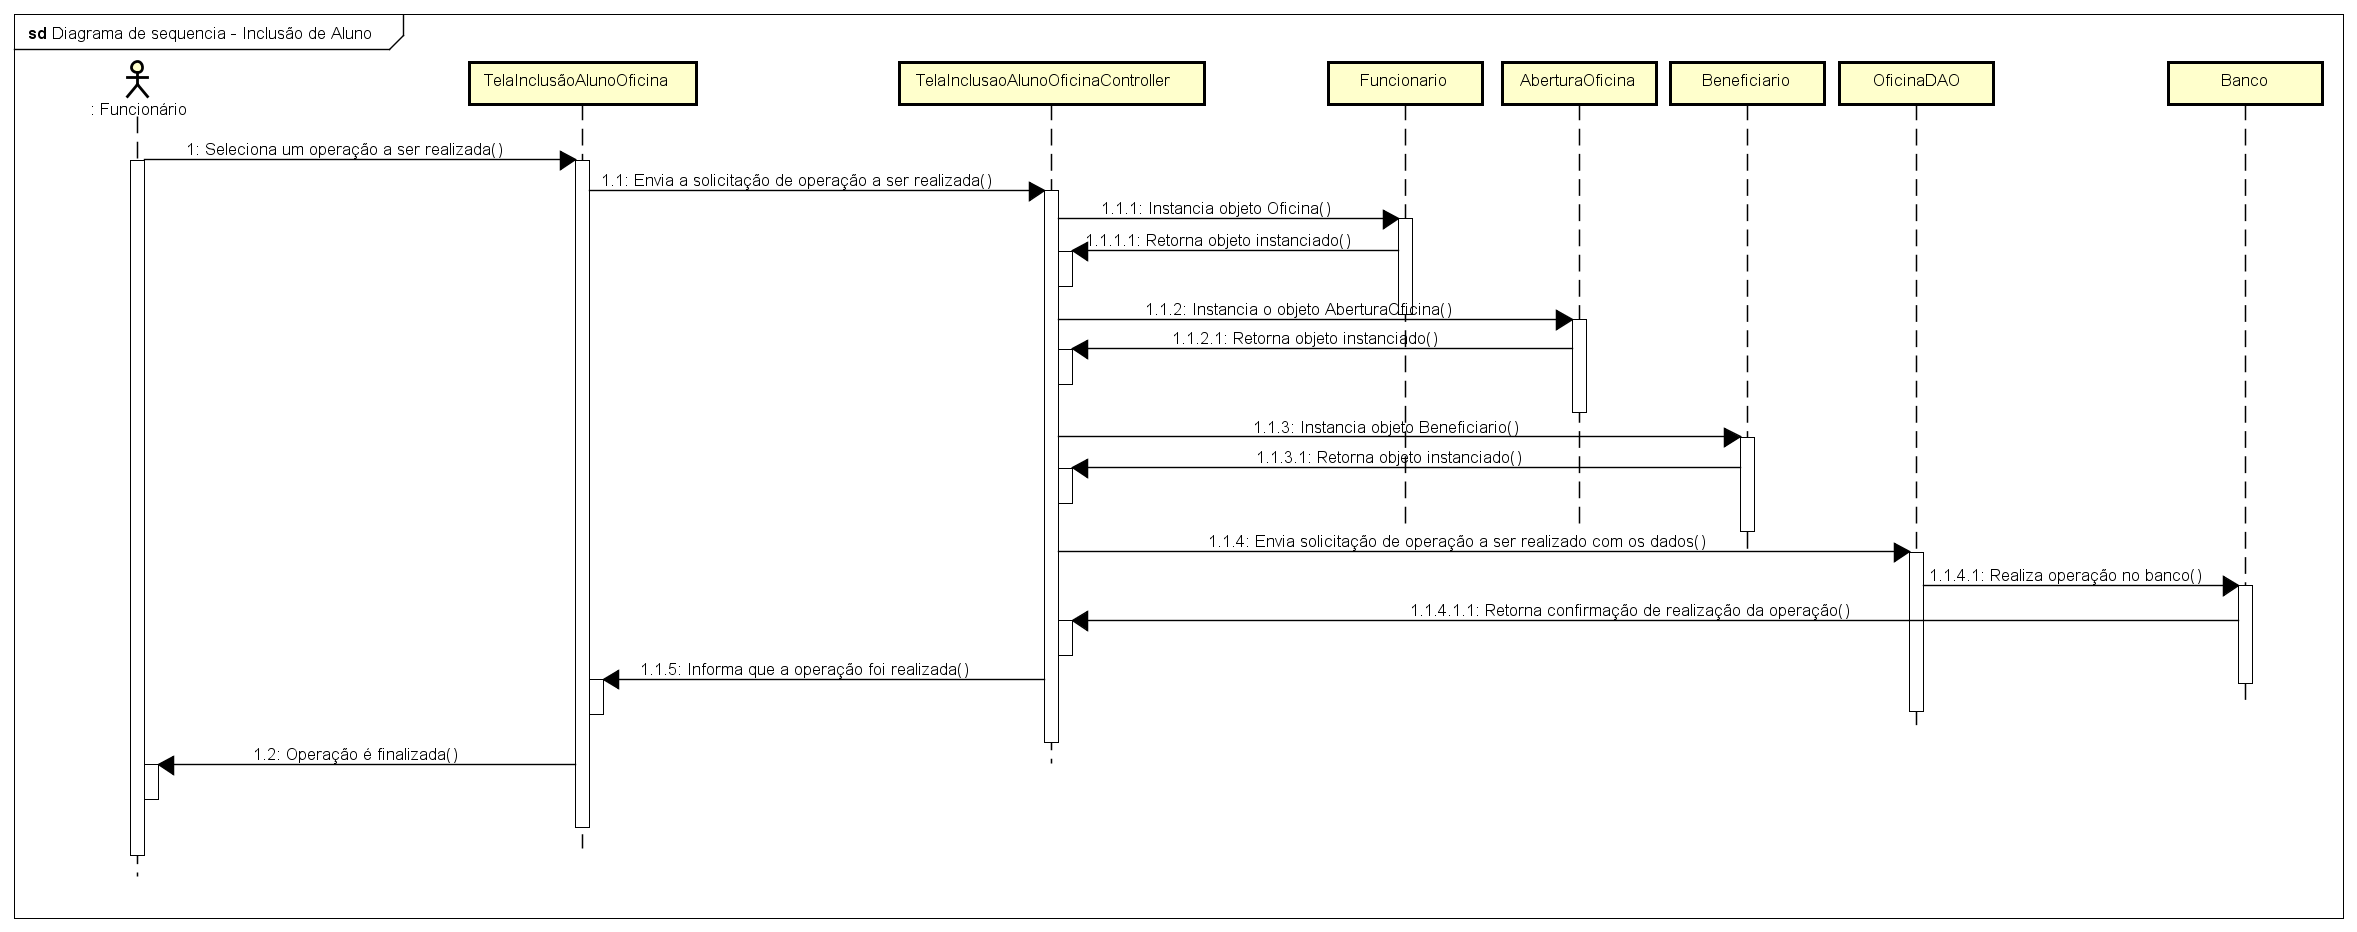 sd Diagrama de sequencia - Inclusão de Aluno
: Funcionário
TelaInclusãoAlunoOficina
TelaInclusaoAlunoOficinaController
Funcionario
AberturaOficina
Beneficiario
OficinaDAO
Banco
1: Seleciona um operação a ser realizada()
1.1: Envia a solicitação de operação a ser realizada()
1.1.1: Instancia objeto Oficina()
1.1.1.1: Retorna objeto instanciado()
1.1.2: Instancia o objeto AberturaOficina()
1.1.2.1: Retorna objeto instanciado()
1.1.3: Instancia objeto Beneficiario()
1.1.3.1: Retorna objeto instanciado()
1.1.4: Envia solicitação de operação a ser realizado com os dados()
1.1.4.1: Realiza operação no banco()
1.1.4.1.1: Retorna confirmação de realização da operação()
1.1.5: Informa que a operação foi realizada()
1.2: Operação é finalizada()